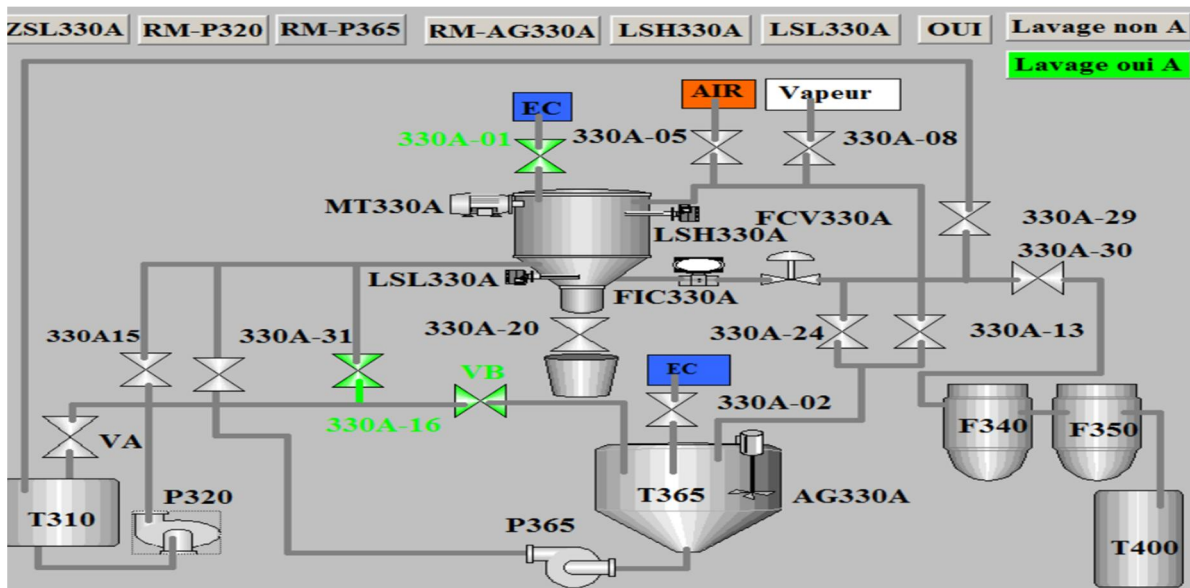 ZSL330A RM-P320 RM-P365 RM-AG330A LSH330A LSL330A OUI Lavage non A
Lavage oui A
EC AIR Vapeur
330A-01 330A-05 330A-08
MT330A
LSH330A FCV330A 330A-29
330A-30
LSL330A
FIC330A
330A15 330A-31 330A-20 330A-24 330A-13
VB EC
330A-16 330A-02
VA F340 F350
T310 P320 T365 AG330A
P365 T400